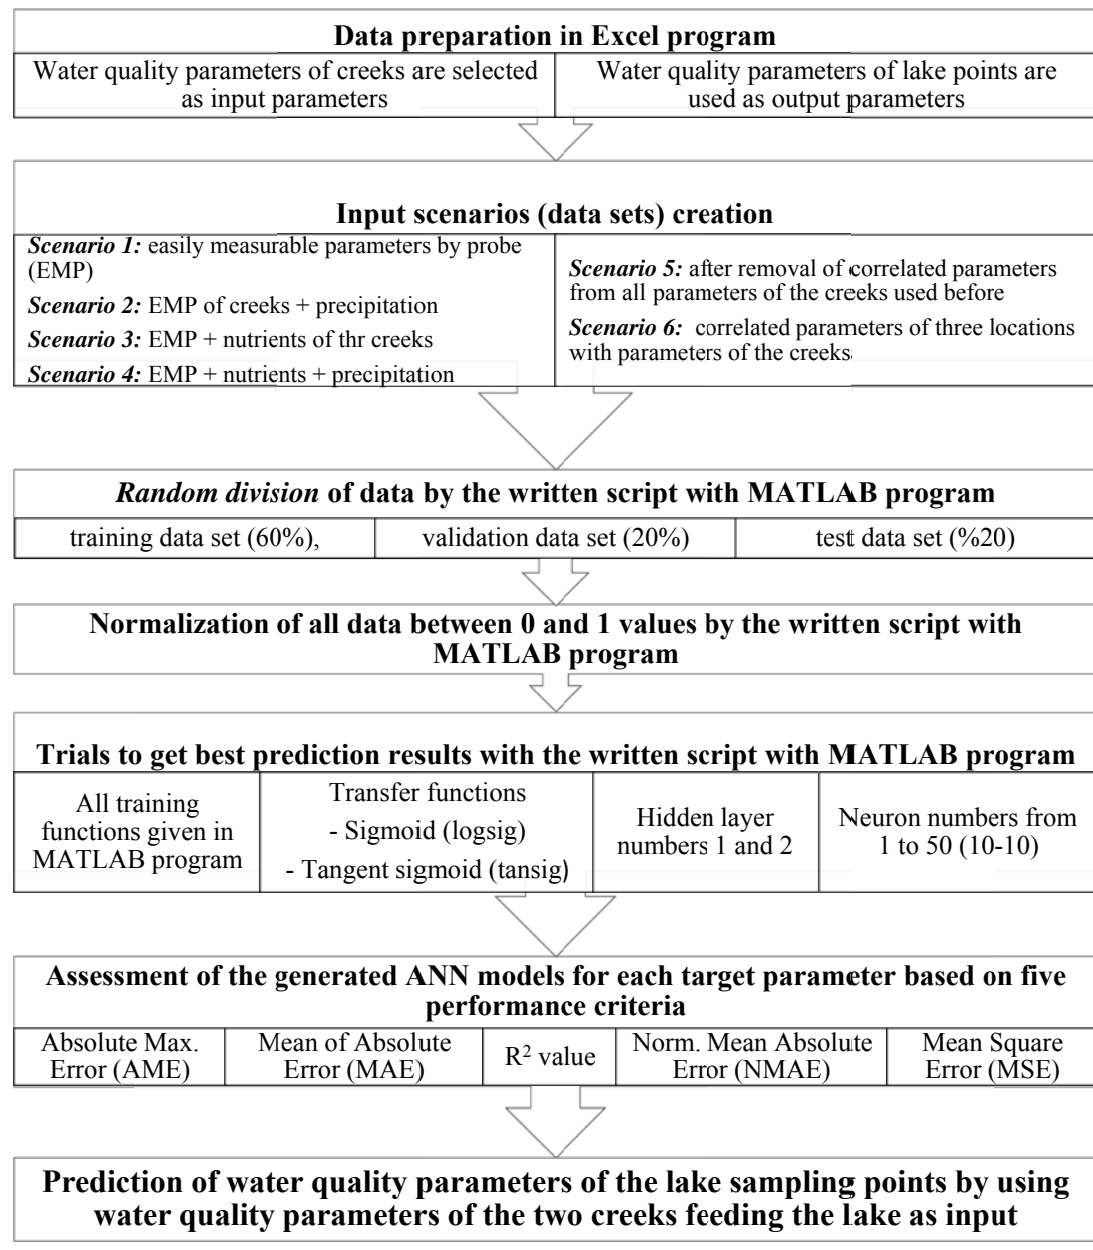 Data preparation in Excel program
Water quality parameters of creeks are selected
as input parameters
Water quality parameters of lake points are
used as output parameters
Input scenarios (data sets) creation
Scenario 1: easily measurable parameters by probe
(EMP)
Scenario 2: EMP of creeks + precipitation
Scenario 3: EMP + nutrients of thr creeks
Scenario 4: EMP + nutrients + precipitation
Scenario 5: after removal of correlated parameters
from all parameters of the creeks used before
Scenario 6: correlated parameters of three locations
with parameters of the creeks
Random division of data by the written script with MATLAB program
training data set (60%),
validation data set (20%)
test data set (%20)
Normalization of all data between 0 and 1 values by the written script with
MATLAB program
Trials to get best prediction results with the written script with MATLAB program
All training
functions given in
MATLAB program
Transfer functions
- Sigmoid (logsig)
- Tangent sigmoid (tansig)
Hidden layer
numbers 1 and 2
Neuron numbers from
1 to 50 (10-10)
Assessment of the generated ANN models for each target parameter based on five
performance criteria
Absolute Max.
Error (AME)
Mean of Absolute
Error (MAE)
R² value
Norm. Mean Absolute
Error (NMAE)
Mean Square
Error (MSE)
Prediction of water quality parameters of the lake sampling points by using
water quality parameters of the two creeks feeding the lake as input